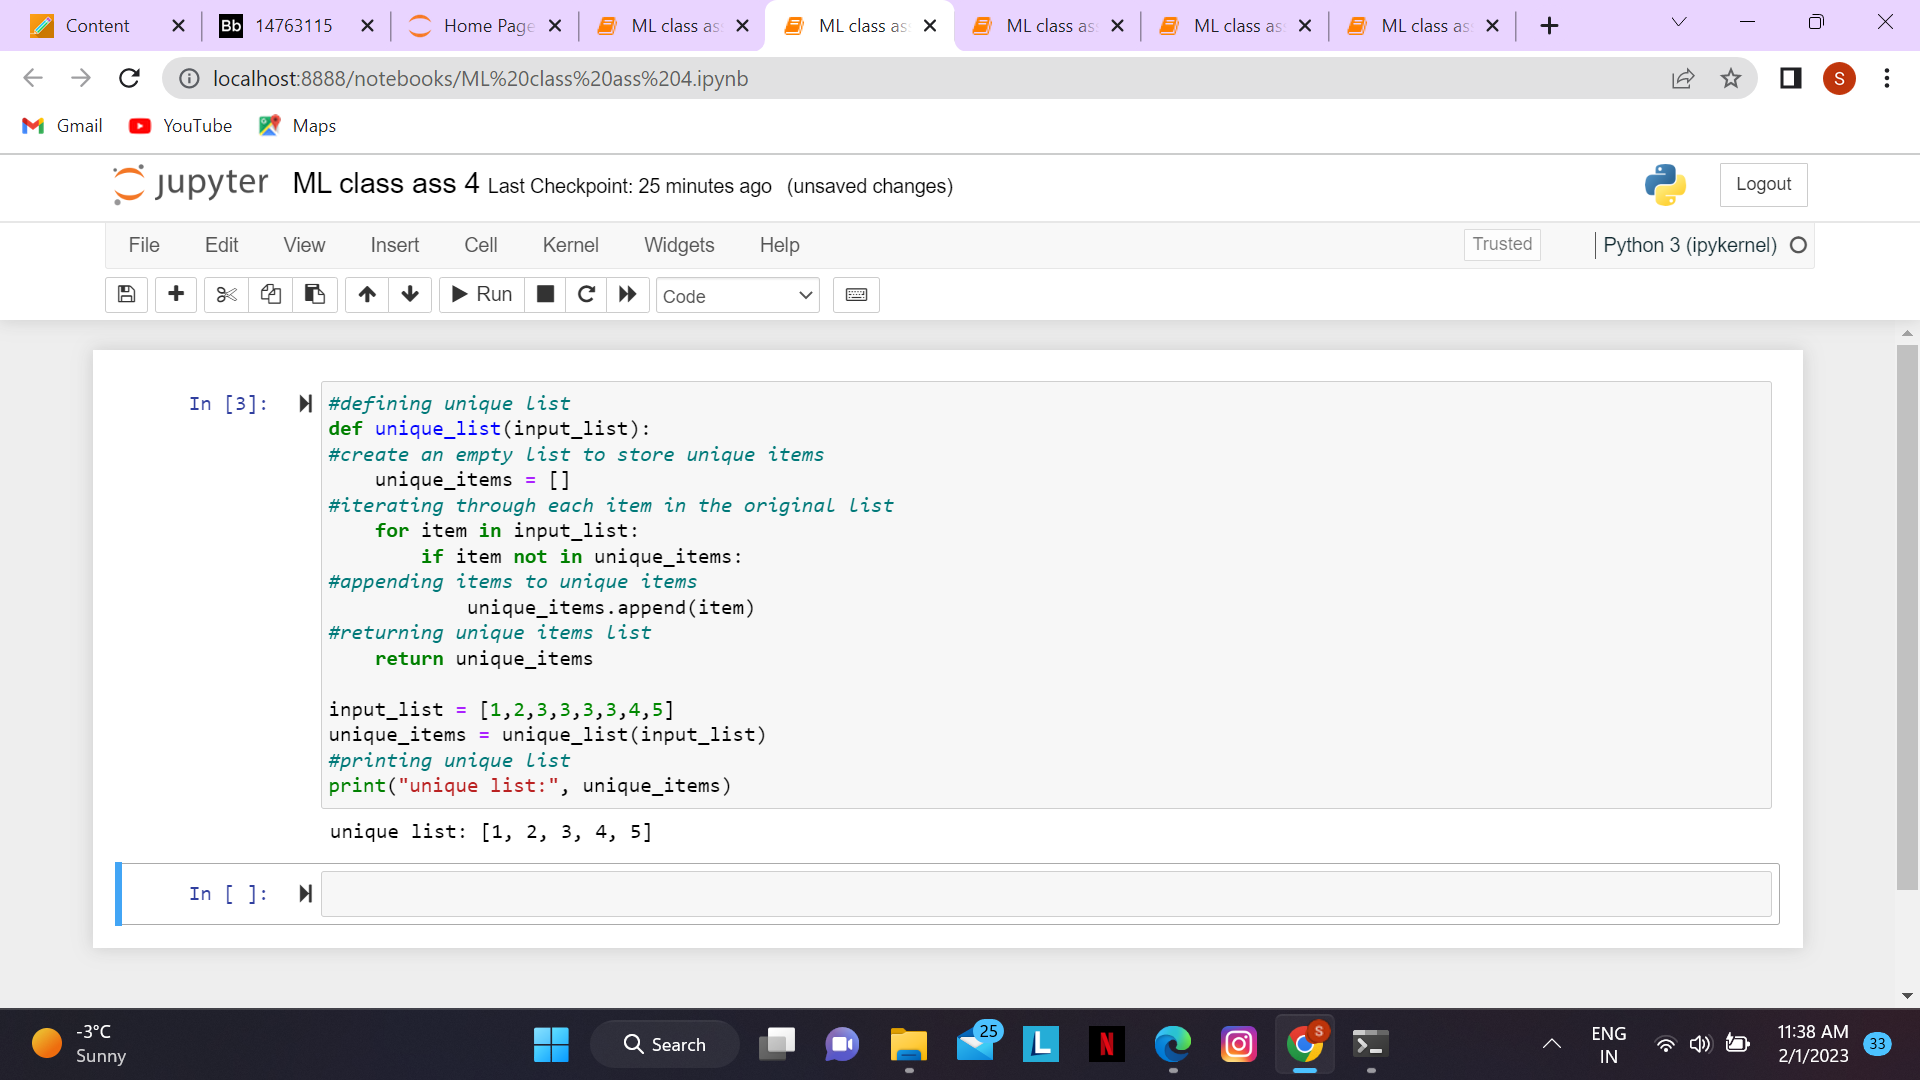 Content
Bb 14763115
Home Page
ML class as
ML class as
ML class as
ML class as
ML class as
localhost:8888/notebooks/ML%20class%20ass%204.ipynb
S
Gmail
YouTube
Maps
jupyter ML class ass 4 Last Checkpoint: 25 minutes ago (unsaved changes)
Logout
File Edit View Insert Cell Kernel Widgets Help
Trusted
Python 3 (ipykernel)
Run
Code
In [3]:
#defining unique list
def unique_list(input_list):
#create an empty list to store unique items
    unique_items = []
#iterating through each item in the original list
    for item in input_list:
        if item not in unique_items:
#appending items to unique items
            unique_items.append(item)
#returning unique items list
    return unique_items
input_list = [1,2,3,3,3,3,4,5]
unique_items = unique_list(input_list)
#printing unique list
print("unique list:", unique_items)
unique list: [1, 2, 3, 4, 5]
In [ ]:
-3°C
Sunny
Search
25
L
N
S
ENG
IN
11:38 AM
2/1/2023
33